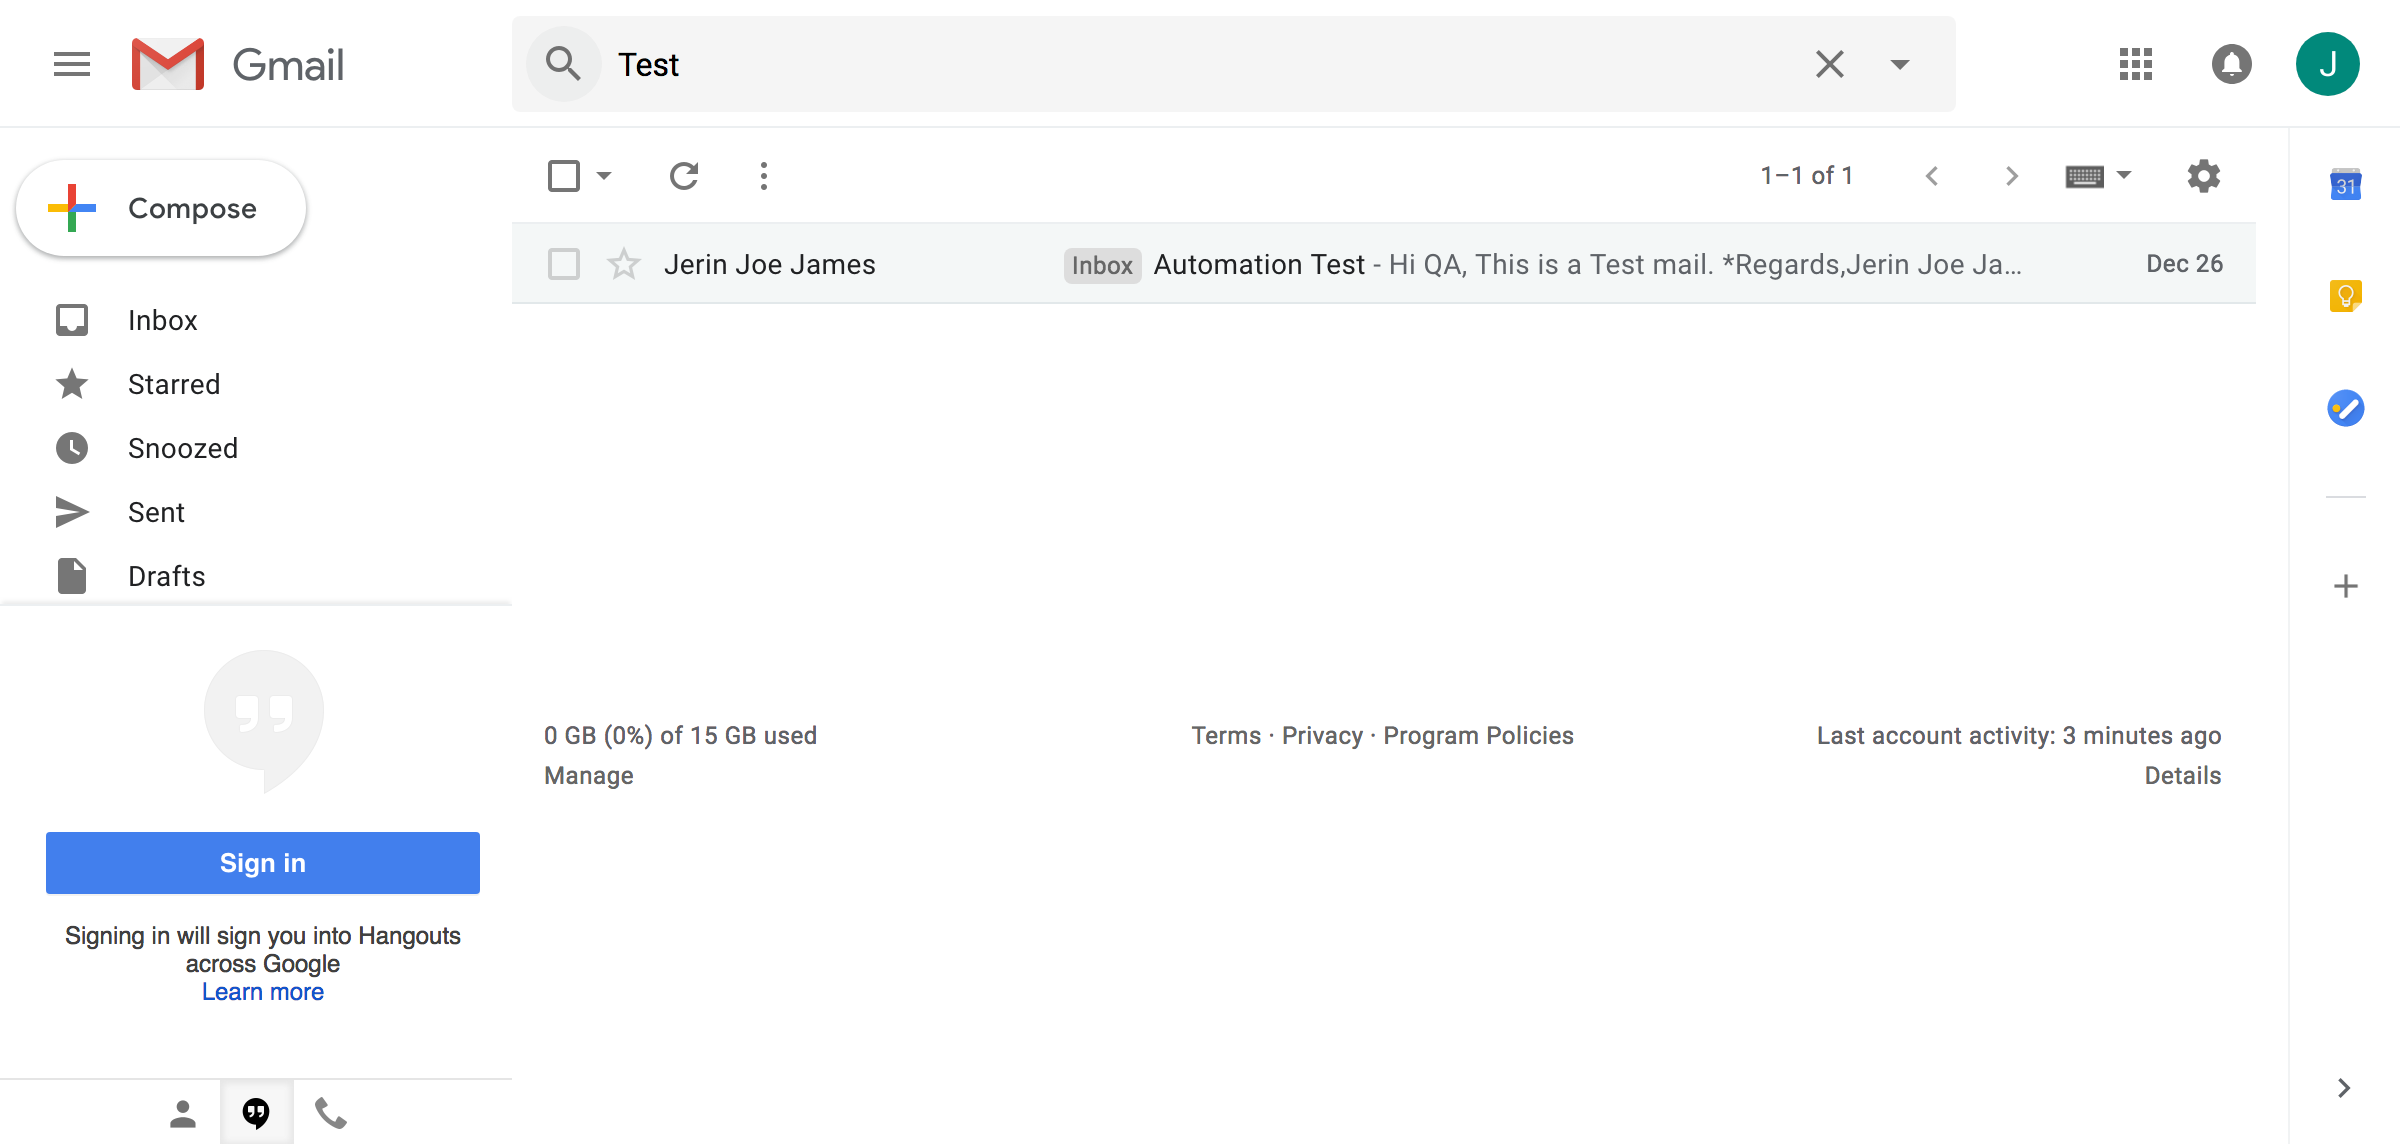 Gmail
Test
Compose
1–1 of 1
31
Jerin Joe James
Inbox Automation Test - Hi QA, This is a Test mail. *Regards,Jerin Joe Ja...
Dec 26
J
Inbox
Starred
Snoozed
Sent
Drafts
0 GB (0%) of 15 GB used
Manage
Terms · Privacy · Program Policies
Last account activity: 3 minutes ago
Details
Sign in
Signing in will sign you into Hangouts
across Google
Learn more